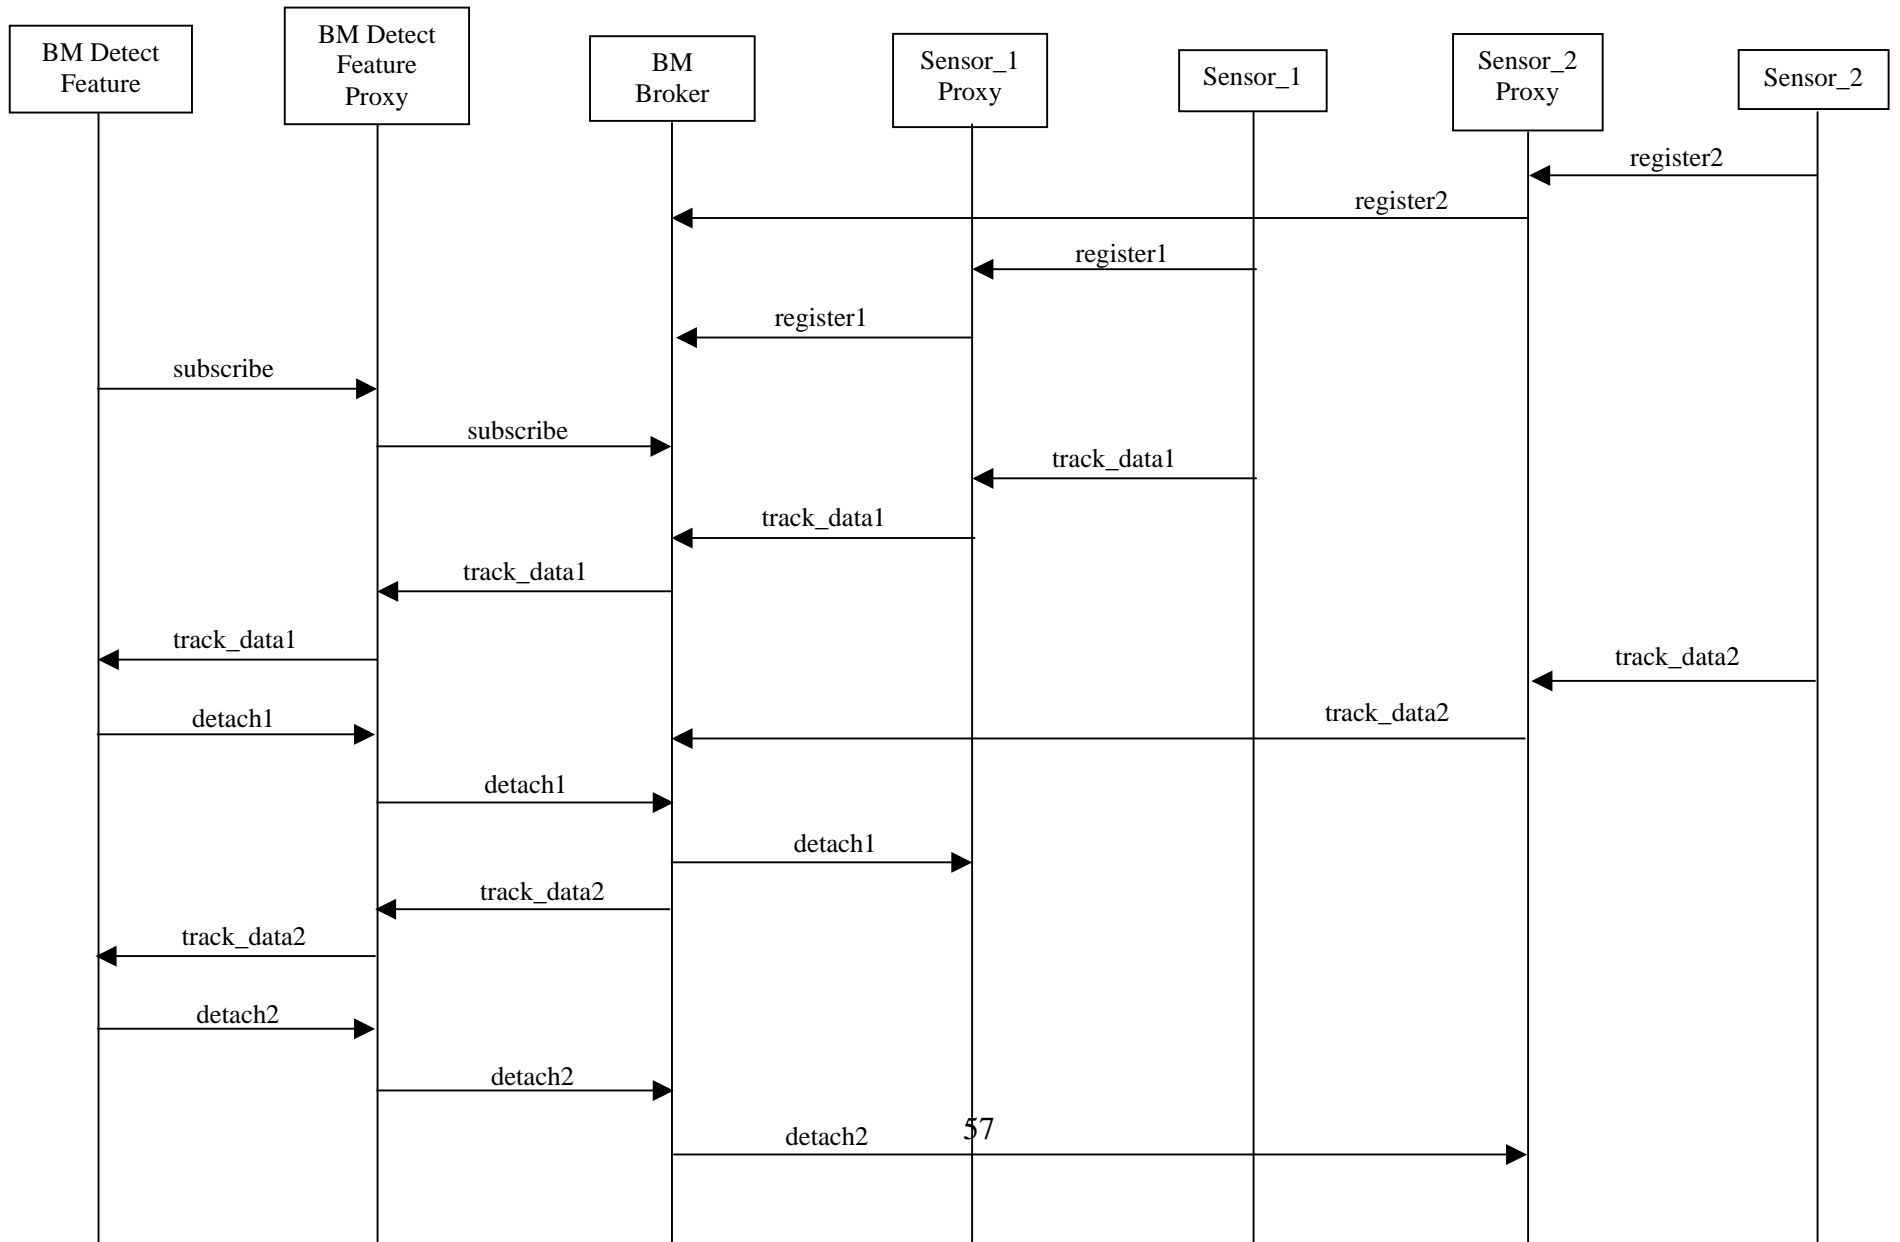 BM Detect
Feature
BM Detect
Feature
Proxy
BM
Broker
Sensor_1
Proxy
Sensor_1
Sensor_2
Proxy
Sensor_2
register2
register2
register1
register1
subscribe
subscribe
track_data1
track_data1
track_data1
track_data1
track_data2
detach1
track_data2
detach1
detach1
track_data2
track_data2
detach2
detach2
detach2
57